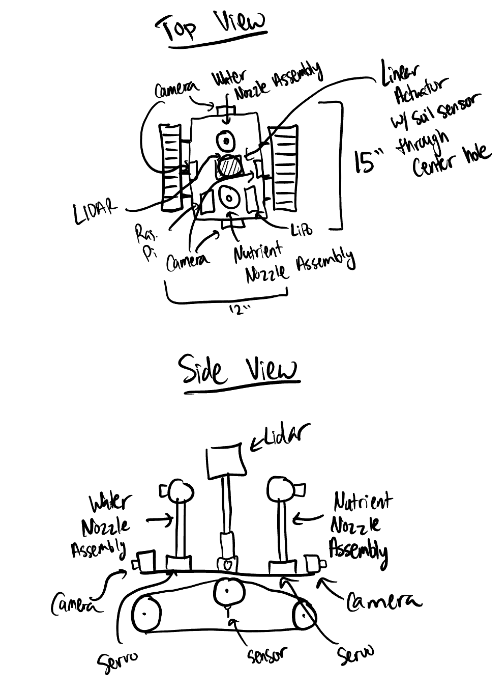 Top View
Camera
Water
Nozzle Assembly
Linear
Actuator
w/ soil sensor
through
Center hole
15"
LIDAR
Ras.
Pi
Camera
LiPo
Nutrient
Nozzle Assembly
12"
Side View
Lidar
Water
Nozzle
Assembly
Nutrient
Nozzle
Assembly
Camera
Camera
Servo
Sensor
Servo